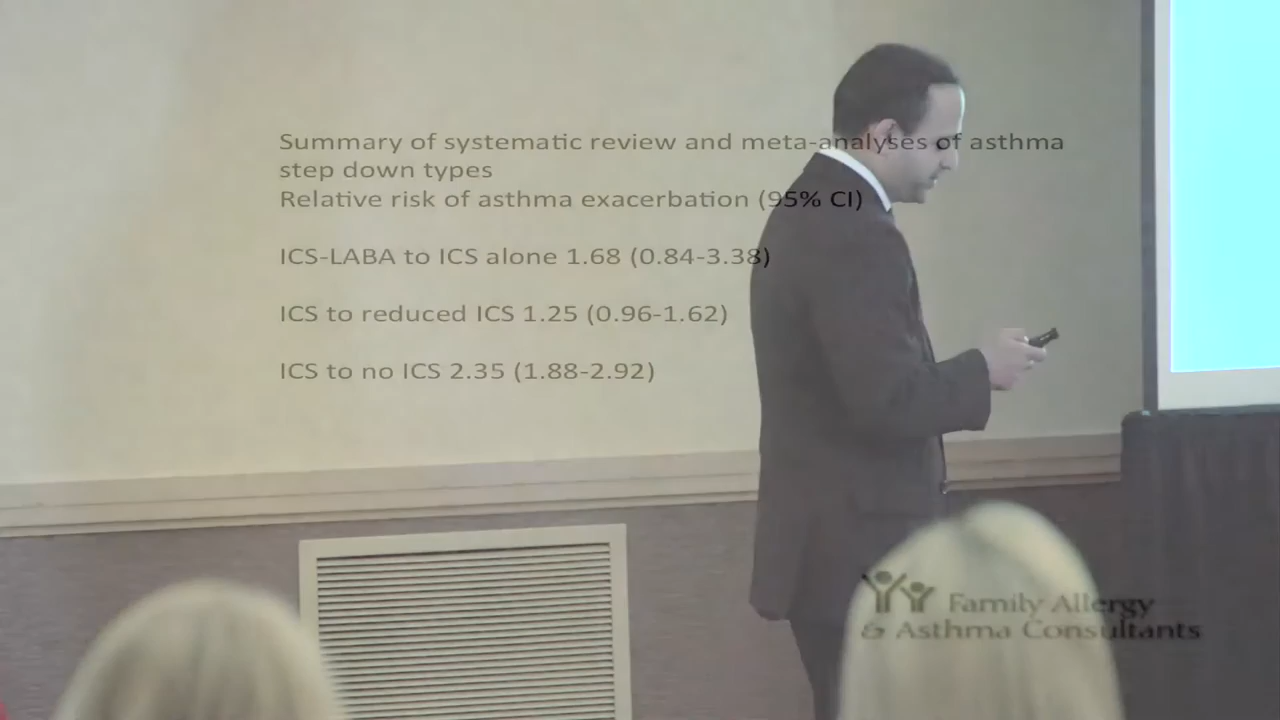 Summary of systematic review and meta-analyses of asthma
step down types
Relative risk of asthma exacerbation (95% CI)
ICS-LABA to ICS alone 1.68 (0.84-3.38)
ICS to reduced ICS 1.25 (0.96-1.62)
ICS to no ICS 2.35 (1.88-2.92)
Family Allergy
& Asthma Consultants